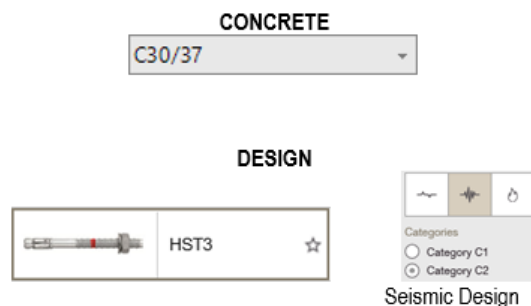 CONCRETE
C30/37
DESIGN
HST3
Categories
Category C1
Category C2
Seismic Design